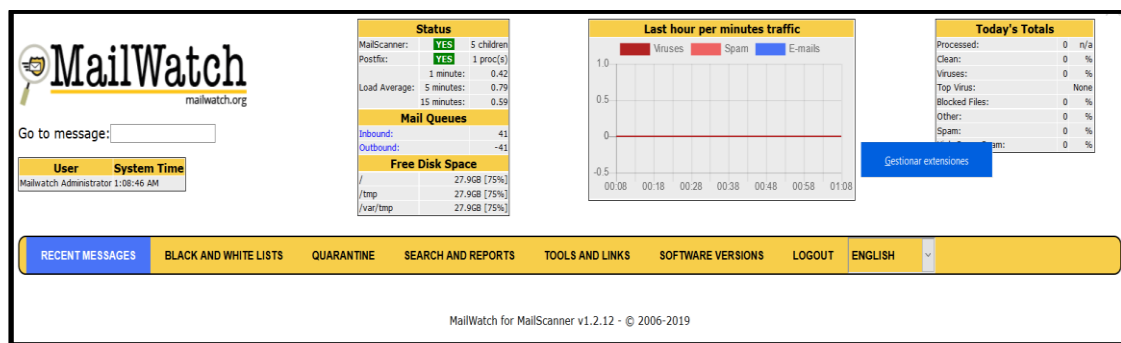 MailWatch
mailwatch.org
Go to message:
User System Time
Mailwatch Administrator 1:08:46 AM
Status
MailScanner: YES 5 children
Postfix: YES 1 proc(s)
Load Average: 1 minute: 0.42
5 minutes: 0.79
15 minutes: 0.59
Mail Queues
Inbound: 41
Outbound: -41
Free Disk Space
/ 27.9GB [75%]
/tmp 27.9GB [75%]
/var/tmp 27.9GB [75%]
Last hour per minutes traffic
Viruses Spam E-mails
1.0
0.5
0
-0.5
00:08 00:18 00:28 00:38 00:48 00:58 01:08
Today's Totals
Processed: 0 n/a
Clean: 0 %
Viruses: 0 %
Top Virus: None
Blocked Files: 0 %
Other: 0 %
Spam: 0 %
0 %
Gestionar extensiones
RECENT MESSAGES BLACK AND WHITE LISTS QUARANTINE SEARCH AND REPORTS TOOLS AND LINKS SOFTWARE VERSIONS LOGOUT ENGLISH
MailWatch for MailScanner v1.2.12 - © 2006-2019